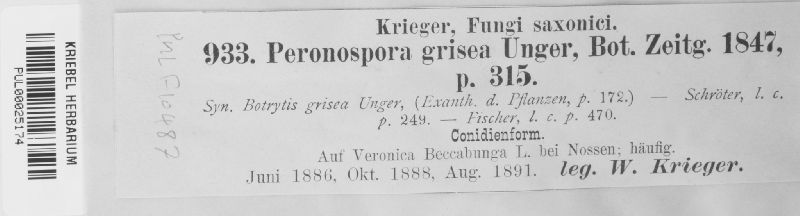 KRIEBEL HERBARIUM
PUL00025174
PUL F10487
Krieger, Fungi saxonici.
933. Peronospora grisea Unger, Bot. Zeitg. 1847,
p. 315.
Syn. Botrytis grisea Unger, (Exanth. d. Pflanzen, p. 172.) — Schröter, l. c.
p. 249. — Fischer, l. c. p. 470.
Conidienform.
Auf Veronica Beccabunga L. bei Nossen; häufig.
Juni 1886, Okt. 1888, Aug. 1891. leg. W. Krieger.